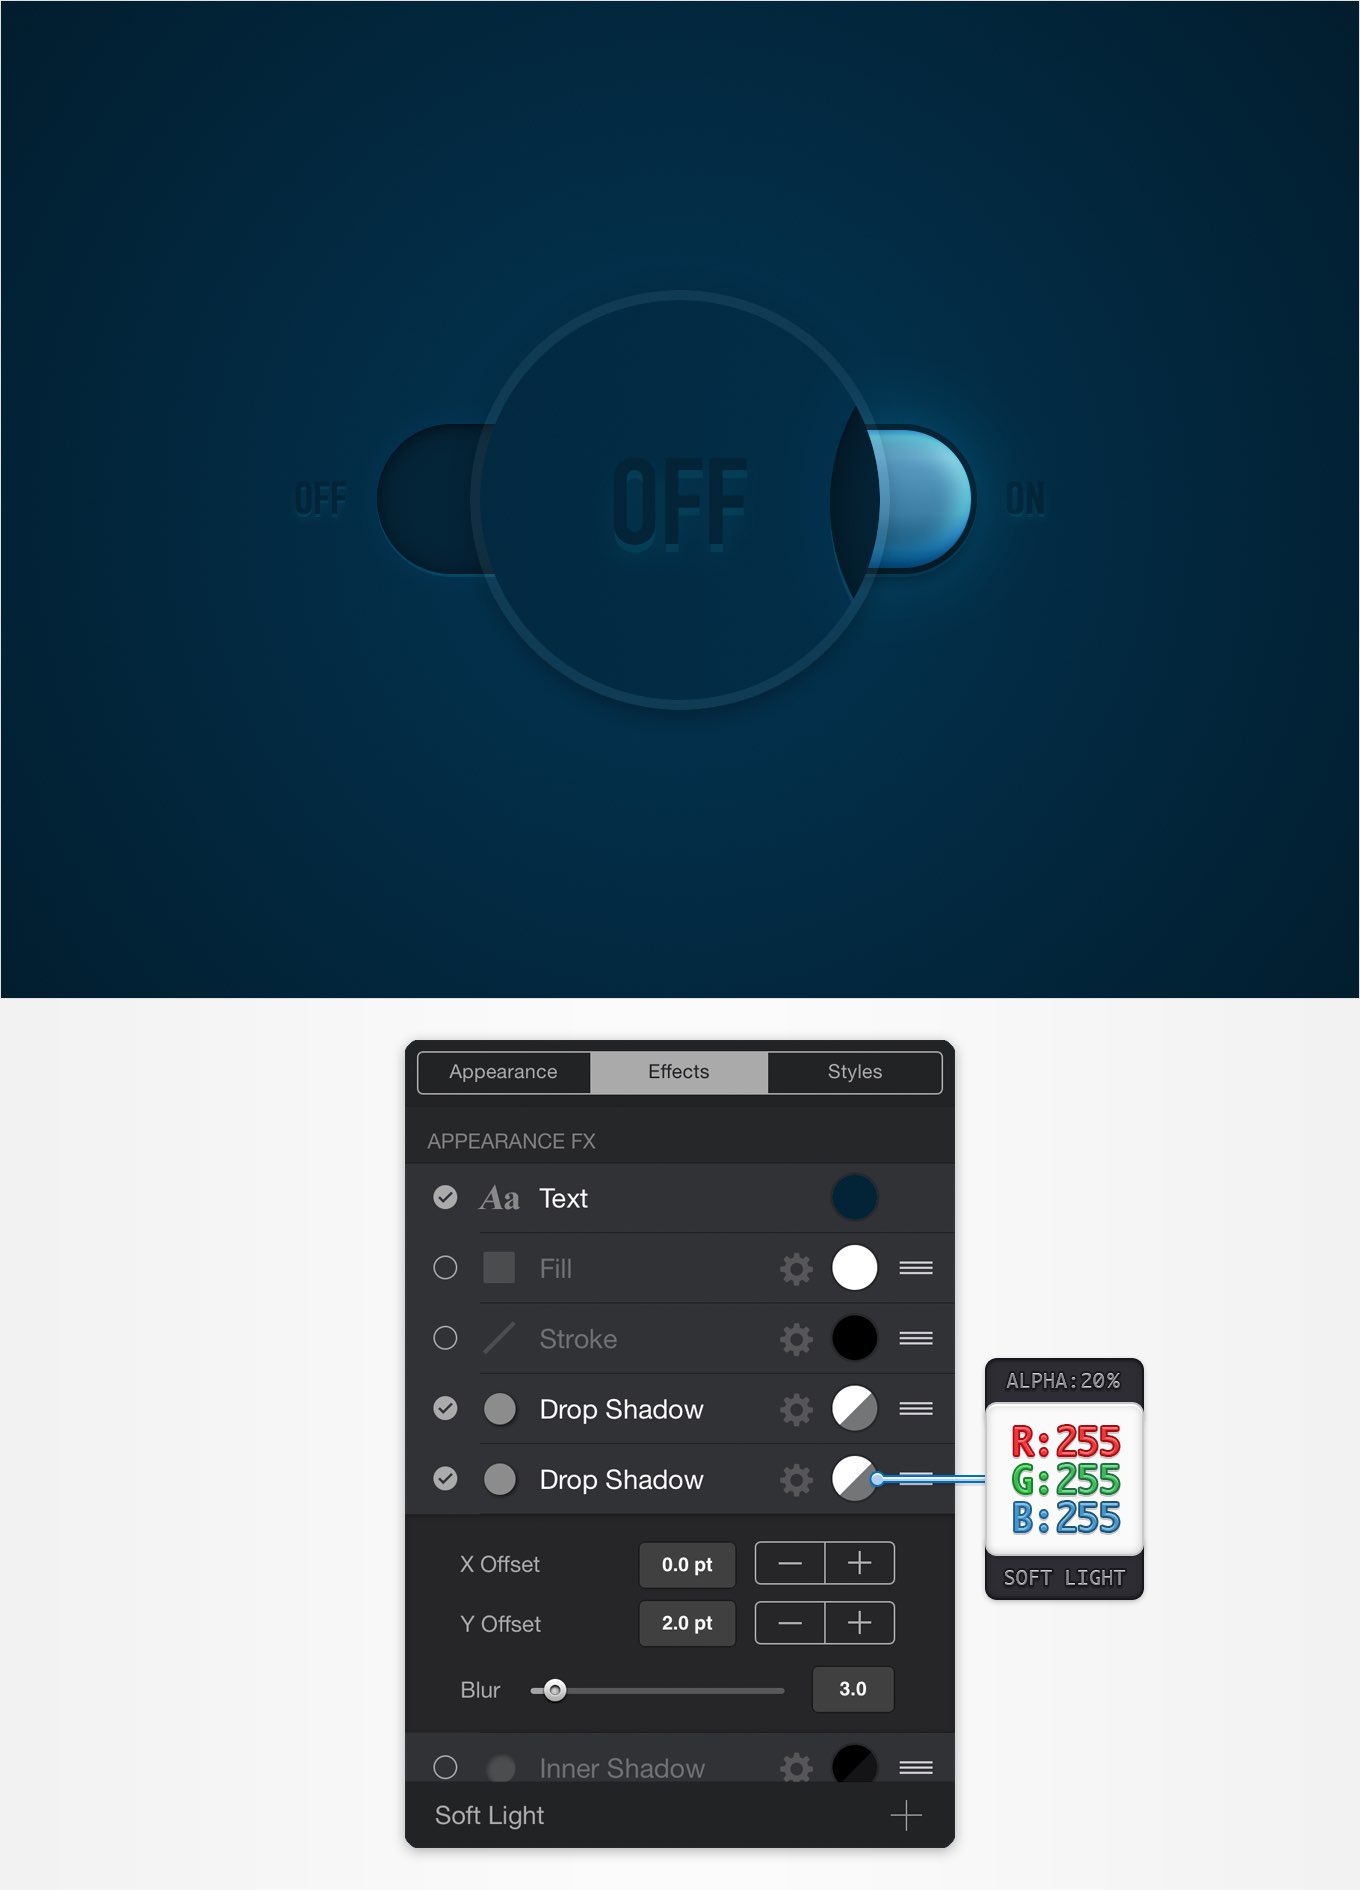 OFF
OFF
ON
Appearance Effects Styles
APPEARANCE FX
Aa Text
Fill
Stroke
Drop Shadow
Drop Shadow
ALPHA:20%
R:255
G:255
B:255
SOFT LIGHT
X Offset 0.0 pt
Y Offset 2.0 pt
Blur 3.0
Inner Shadow
Soft Light